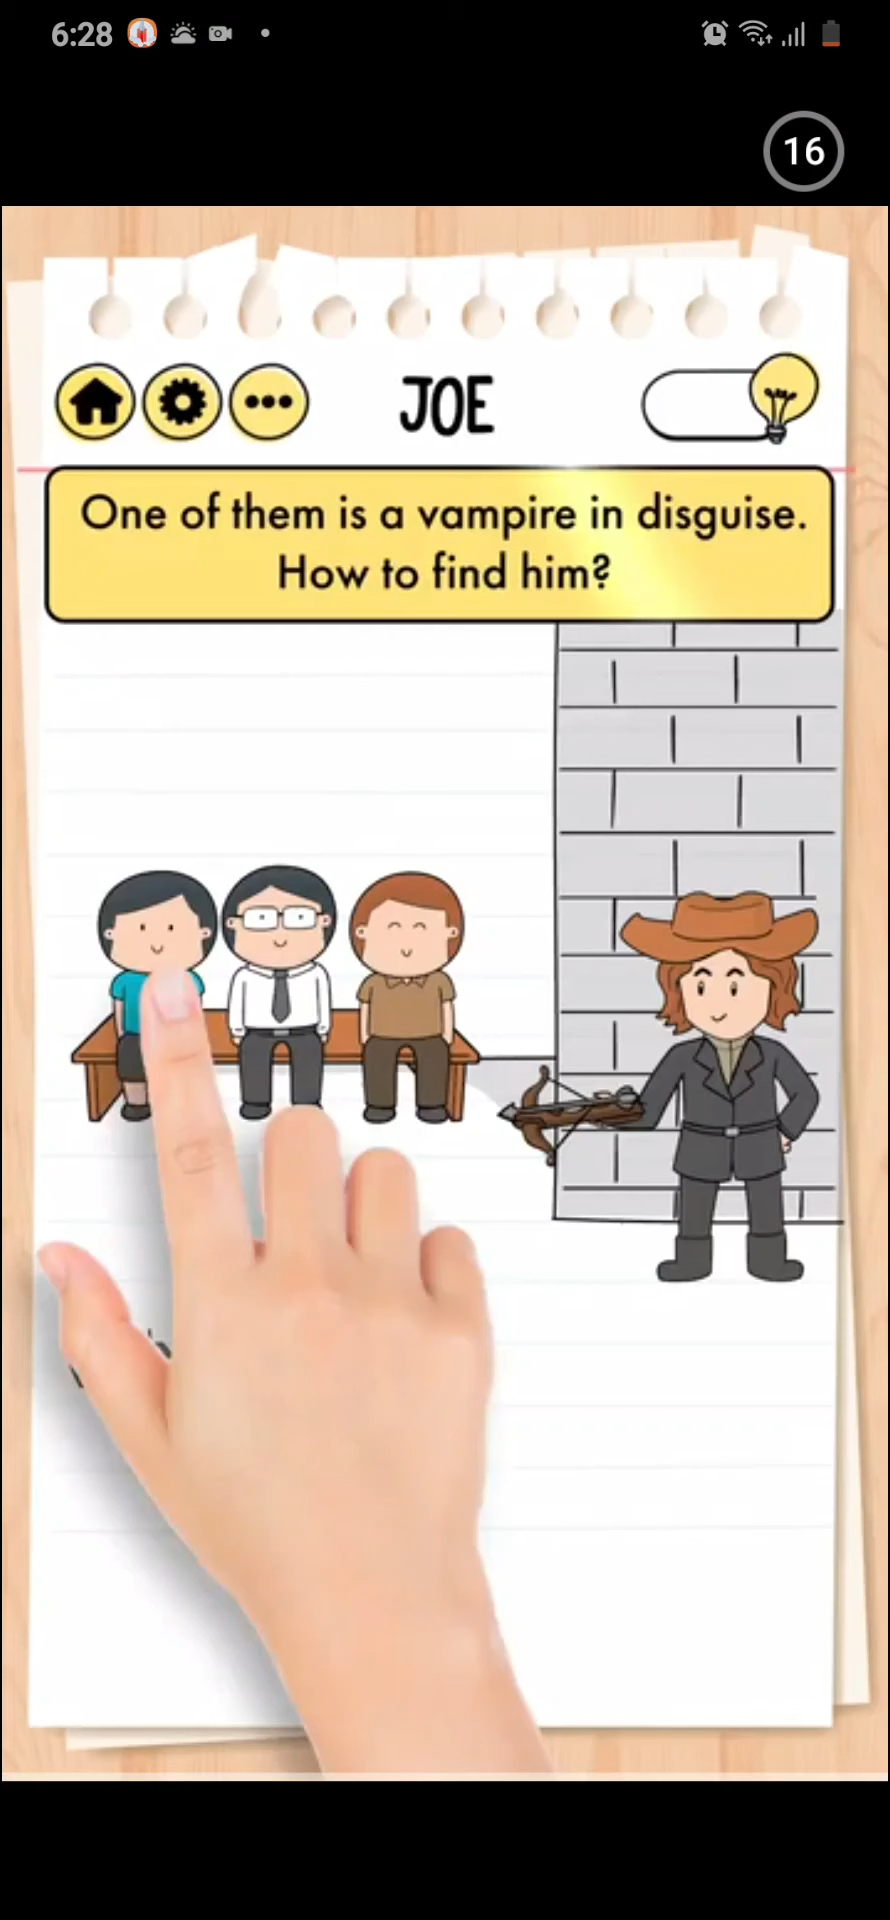 6:28
16
JOE
One of them is a vampire in disguise.
How to find him?